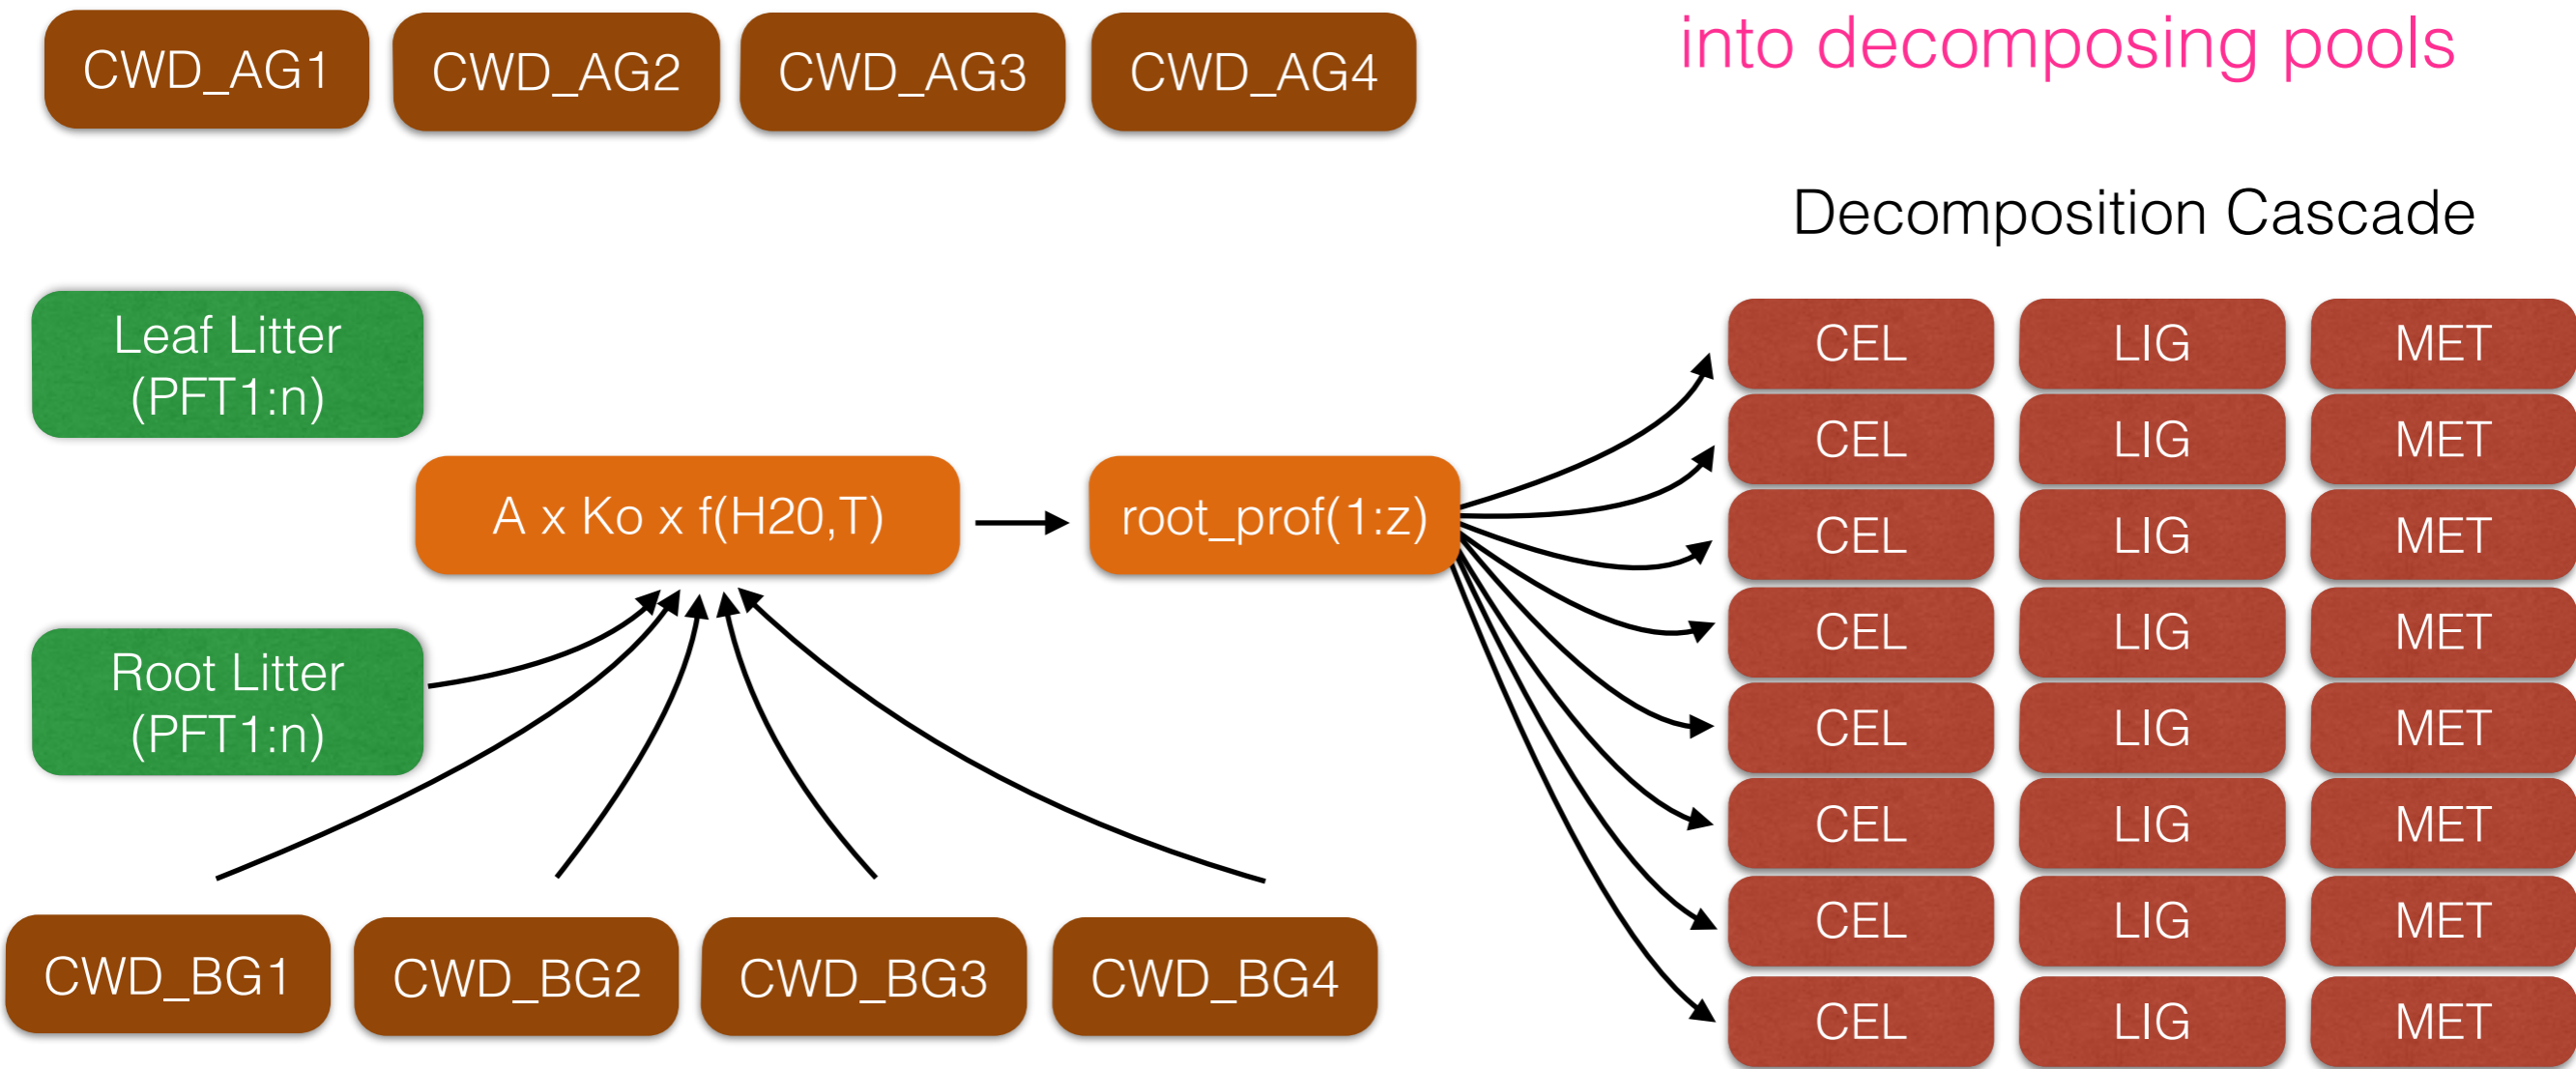 CWD_AG1 CWD_AG2 CWD_AG3 CWD_AG4
into decomposing pools
Decomposition Cascade
Leaf Litter
(PFT1:n)
A x Ko x f(H20,T)
root_prof(1:z)
Root Litter
(PFT1:n)
CWD_BG1 CWD_BG2 CWD_BG3 CWD_BG4
CEL LIG MET
CEL LIG MET
CEL LIG MET
CEL LIG MET
CEL LIG MET
CEL LIG MET
CEL LIG MET
CEL LIG MET